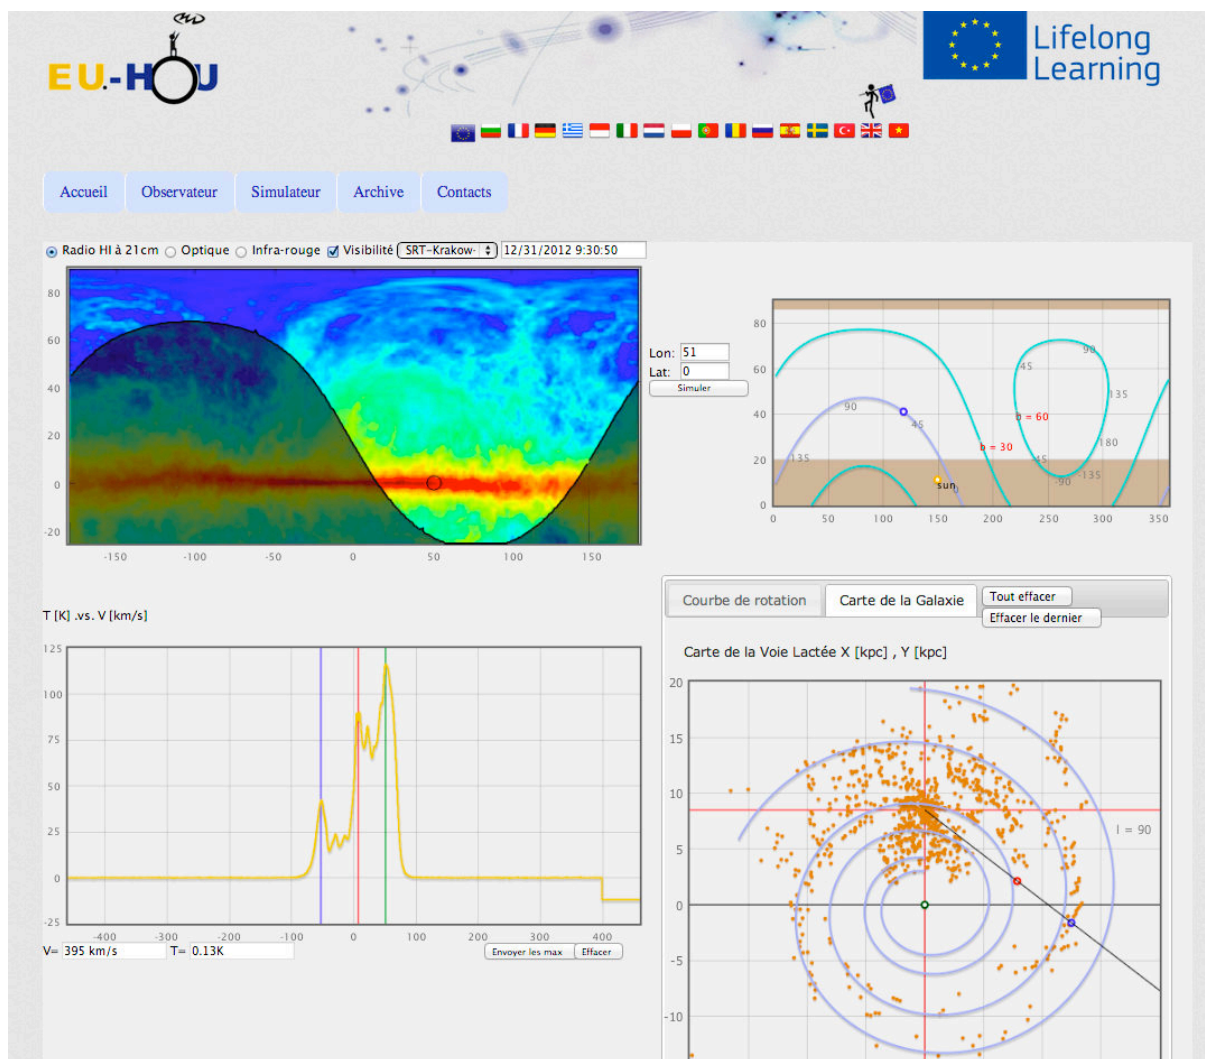 EU.-HOU
Lifelong
Learning
Accueil Observateur Simulateur Archive Contacts
Radio HI à 21cm Optique Infra-rouge Visibilité SRT-Krakow- 12/31/2012 9:30:50
80
60
40
20
0
-20
-150 -100 -50 0 50 100 150
Lon: 51
Lat: 0
Simuler
80
60
40
20
0
90
45
135
b = 60
90
45
180
b = 30
-135
-45
-135
-90
sun
0
0 50 100 150 200 250 300 350
T [K] .vs. V [km/s]
125
100
75
50
25
0
-25
-400 -300 -200 -100 0 100 200 300 400
V= 395 km/s T= 0.13K Envoyer les max Effacer
Courbe de rotation Carte de la Galaxie Tout effacer
Effacer le dernier
Carte de la Voie Lactée X [kpc] , Y [kpc]
20
15
10
5
0
-5
-10
l = 90